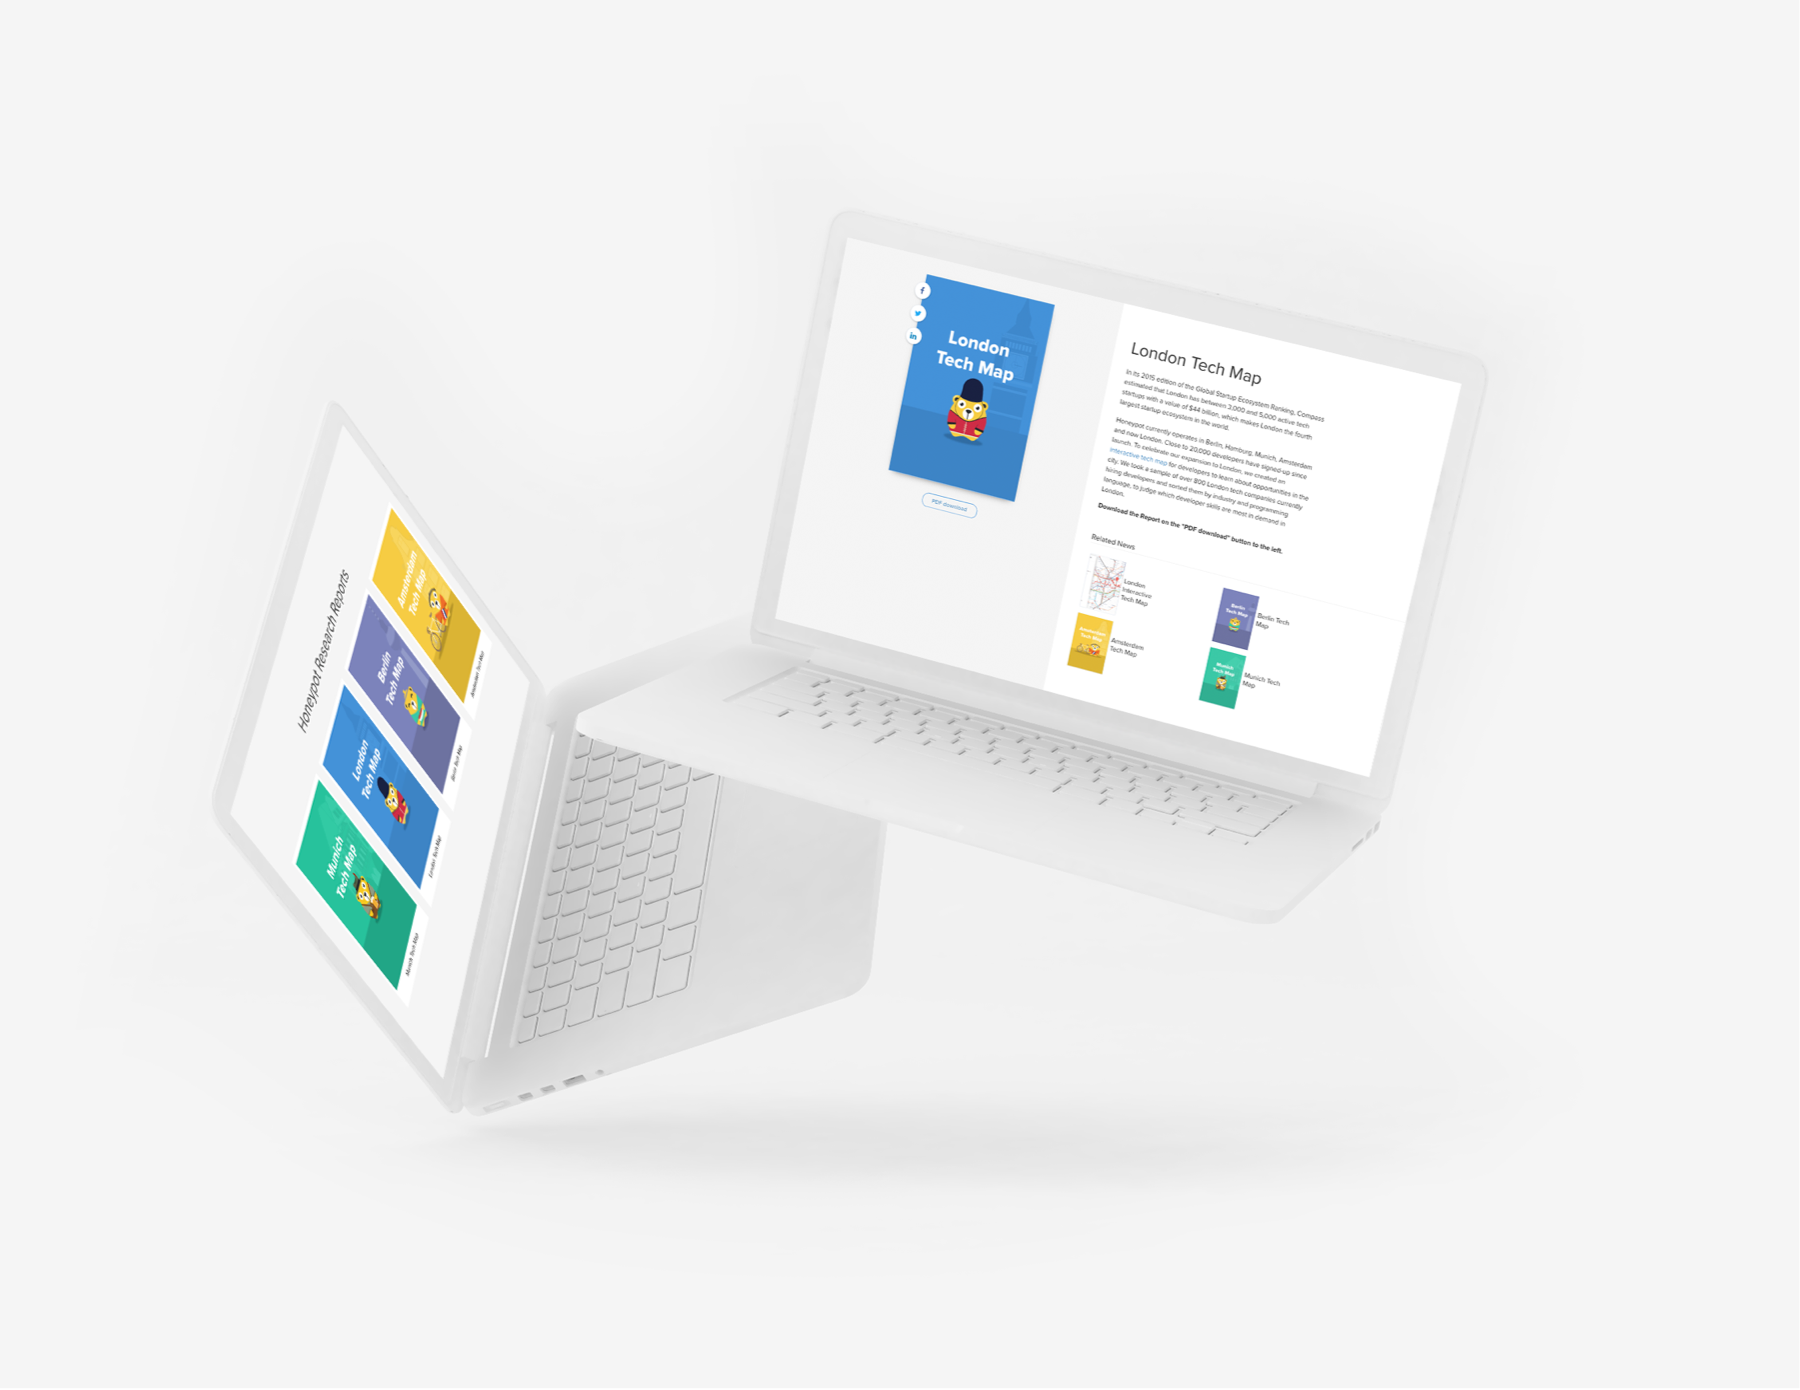 Honeypot Research Reports
Amsterdam
Tech Map
Amsterdam Tech Map
Berlin
Tech Map
Berlin Tech Map
London
Tech Map
London Tech Map
Munich
Tech Map
Munich Tech Map
London
Tech Map
PDF download
London Tech Map
In its 2015 edition of the Global Startup Ecosystem Ranking, Compass
estimated that London has between 3,000 and 5,000 active tech
startups with a value of $44 billion, which makes London the fourth
largest startup ecosystem in the world.
Honeypot currently operates in Berlin, Hamburg, Munich, Amsterdam
and now London. Close to 20,000 developers have signed-up since
launch. To celebrate our expansion to London, we created an
interactive tech map for developers to learn about opportunities in the
city. We took a sample of over 800 London tech companies currently
hiring developers and sorted them by industry and programming
language, to judge which developer skills are most in demand in
London.
Download the Report on the "PDF download" button to the left.
Related News
London
Interactive
Tech Map
Berlin
Tech Map
Berlin Tech
Map
Amsterdam
Tech Map
Amsterdam
Tech Map
Munich
Tech Map
Munich Tech
Map